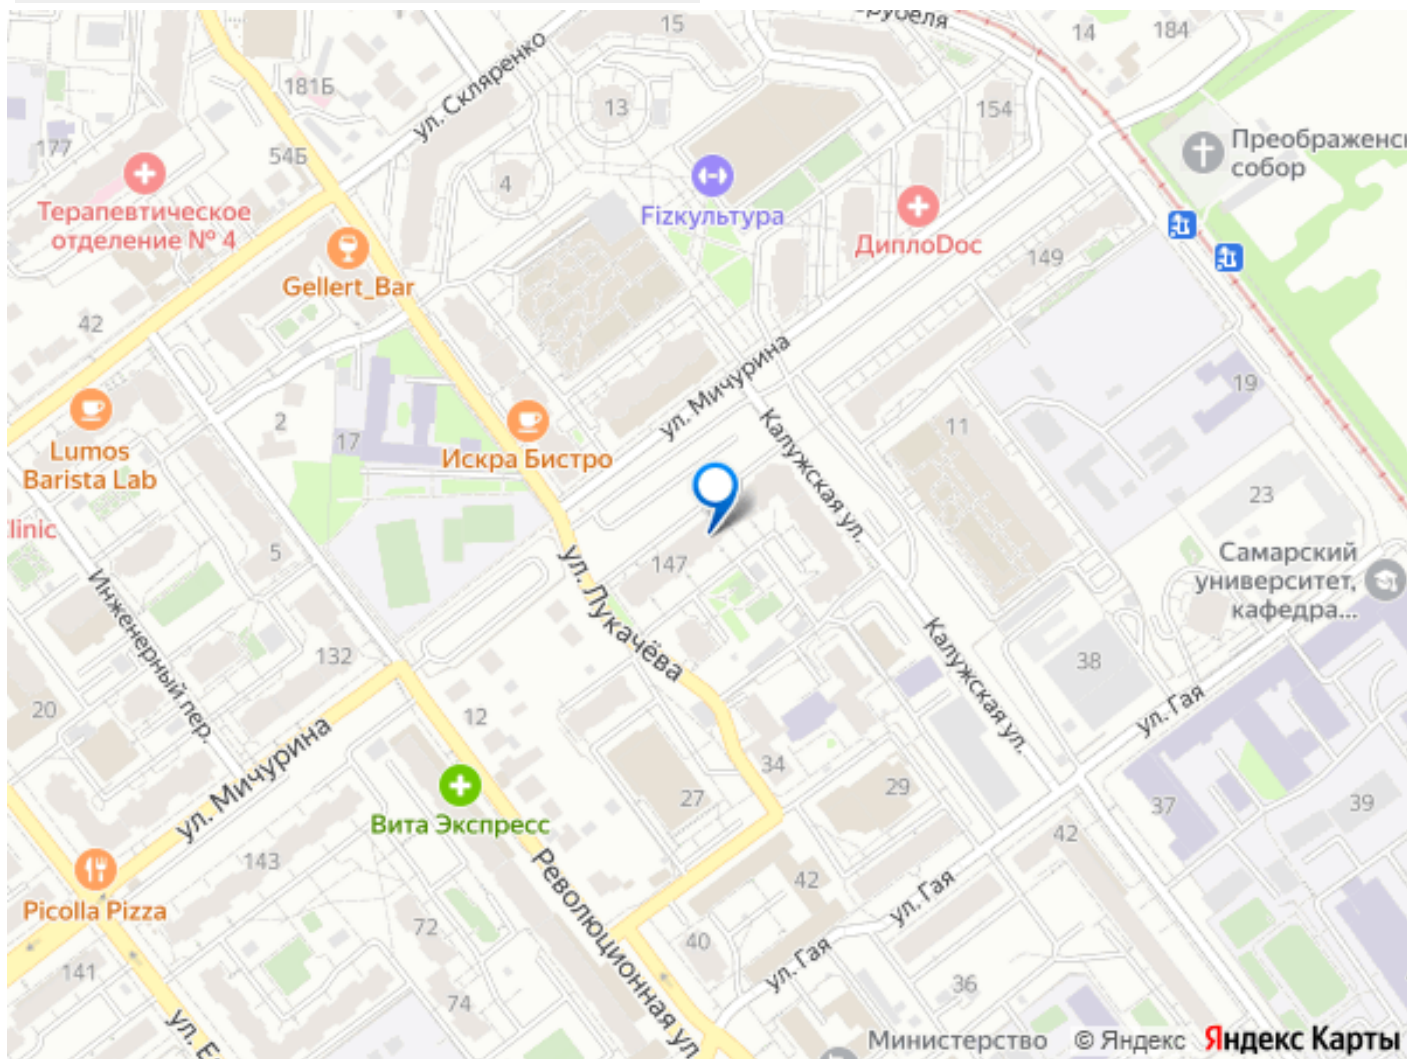 15
14
184
ул. Скляренко
181Б
13
154
177
54Б
4
Преображенс
собор
Терапевтическое
отделение № 4
Fizкультура
ДиплоDoc
149
Gellert_Bar
42
ул. Мичурина
19
2
17
11
Lumos
Barista Lab
Искра Бистро
Калужская ул.
linic
23
5
147
Самарский
университет,
кафедра...
Инженерный пер.
ул. Лукачёва
132
38
Калужская ул.
20
12
ул. Гая
ул. Мичурина
34
27
29
37
39
Вита Экспресс
42
143
Революционная ул.
42
ул. Гая
Picolla Pizza
72
40
141
74
ул. Гая
36
Министерство
© Яндекс
Яндекс Карты